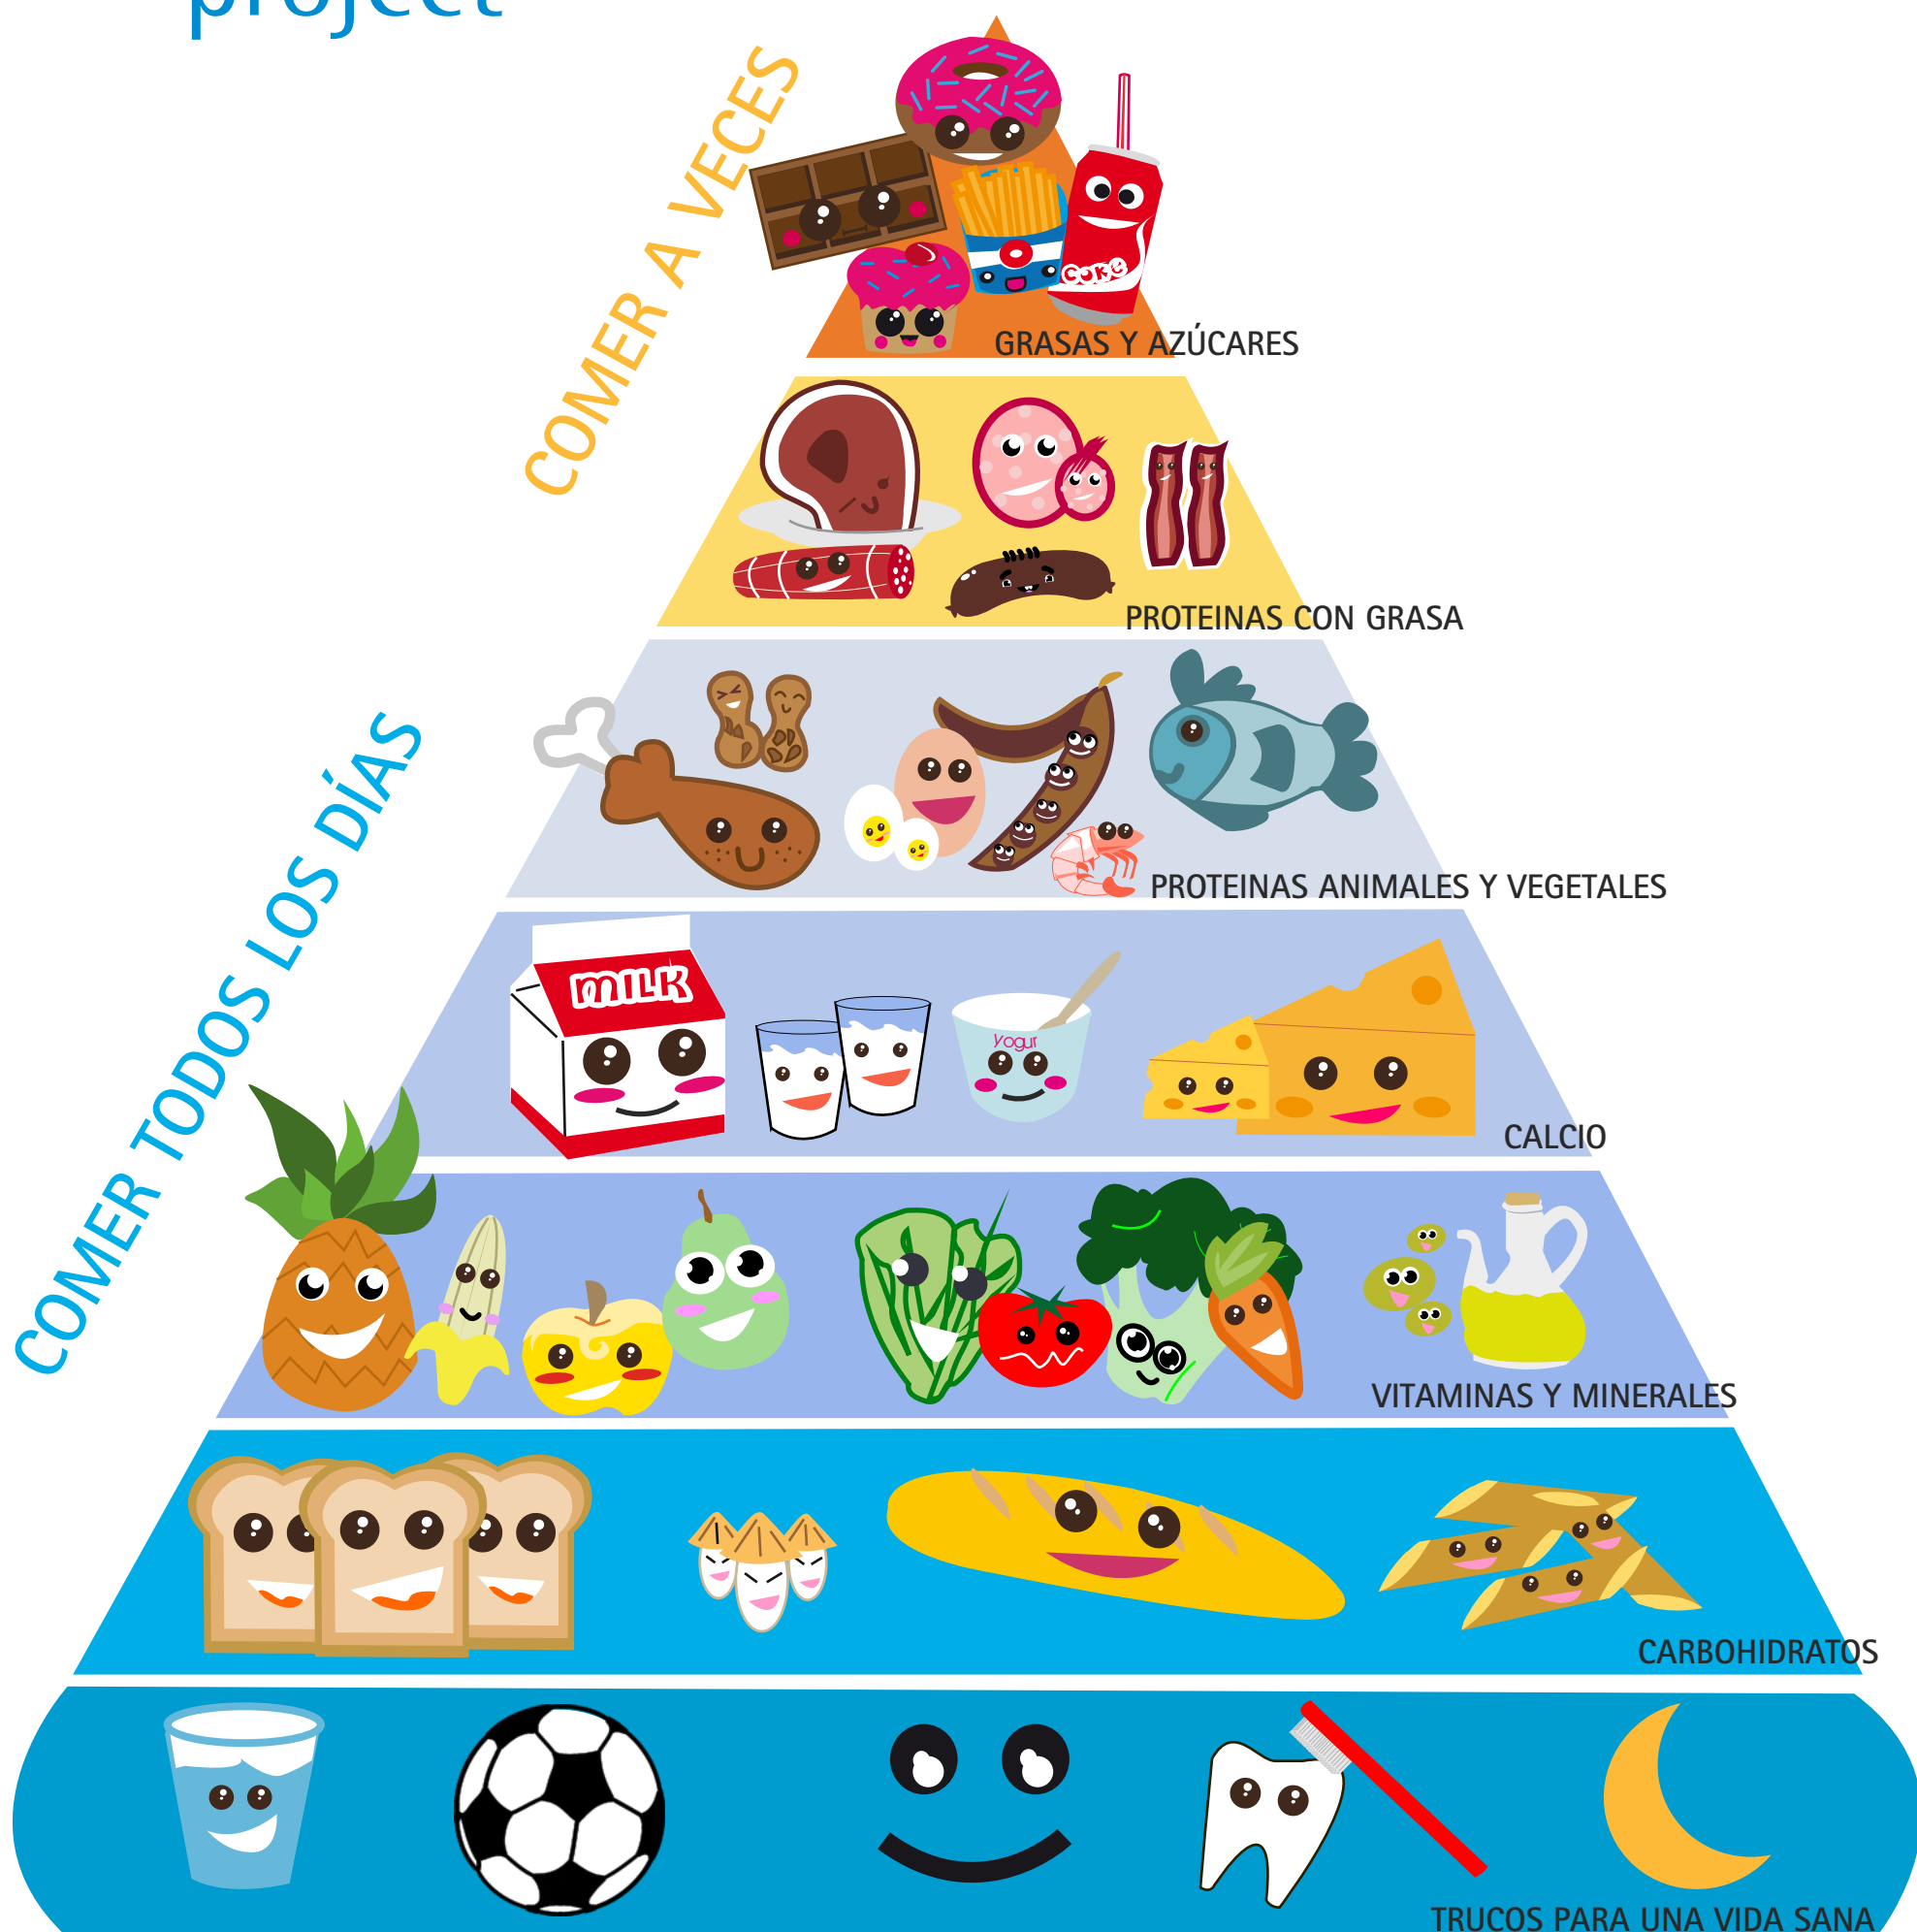 project
COMER A VECES
coke
GRASAS Y AZÚCARES
PROTEINAS CON GRASA
COMER TODOS LOS DÍAS
PROTEINAS ANIMALES Y VEGETALES
MILK
yogur
CALCIO
VITAMINAS Y MINERALES
CARBOHIDRATOS
TRUCOS PARA UNA VIDA SANA